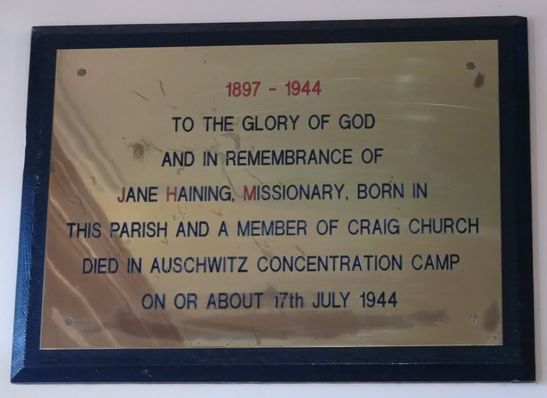 1897 - 1944
TO THE GLORY OF GOD
AND IN REMEMBRANCE OF
JANE HAINING, MISSIONARY, BORN IN
THIS PARISH AND A MEMBER OF CRAIG CHURCH
DIED IN AUSCHWITZ CONCENTRATION CAMP
ON OR ABOUT 17th JULY 1944